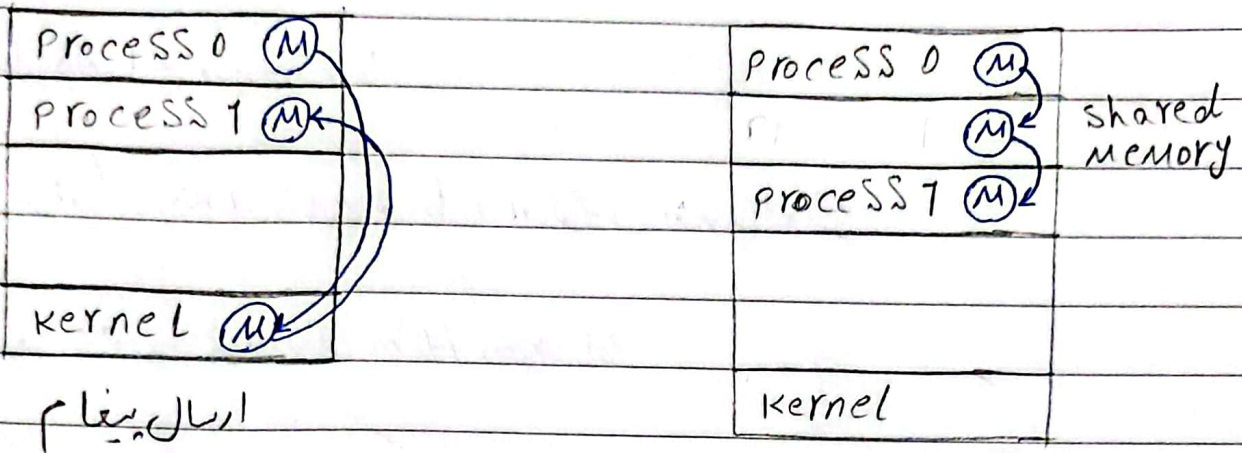 Process 0 M
Process 1 M
Kernel M
ارسال پیغام
Process 0 M
M
shared
Memory
Process 1 M
Kernel